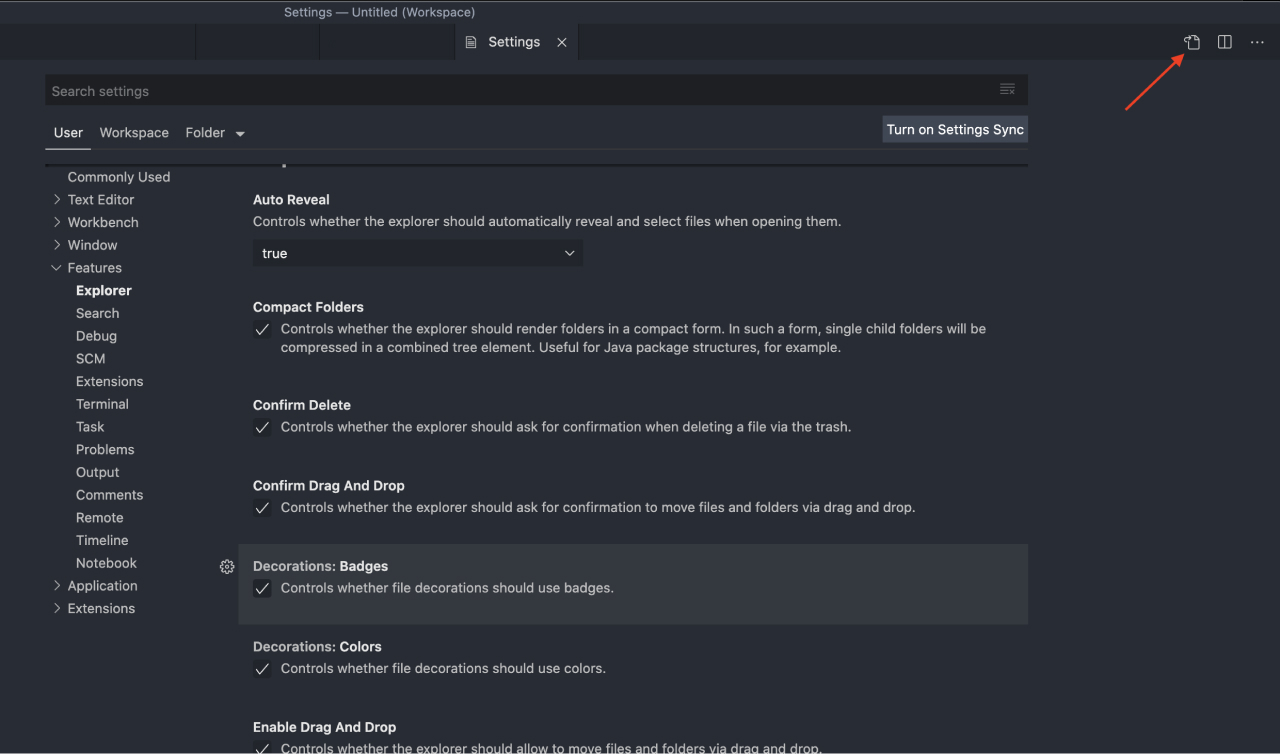 Settings — Untitled (Workspace)
Settings
Search settings
User Workspace Folder
Turn on Settings Sync
Commonly Used
Text Editor
Workbench
Window
Features
Explorer
Search
Debug
SCM
Extensions
Terminal
Task
Problems
Output
Comments
Remote
Timeline
Notebook
Application
Extensions
Auto Reveal
Controls whether the explorer should automatically reveal and select files when opening them.
true
Compact Folders
Controls whether the explorer should render folders in a compact form. In such a form, single child folders will be
compressed in a combined tree element. Useful for Java package structures, for example.
Confirm Delete
Controls whether the explorer should ask for confirmation when deleting a file via the trash.
Confirm Drag And Drop
Controls whether the explorer should ask for confirmation to move files and folders via drag and drop.
Decorations: Badges
Controls whether file decorations should use badges.
Decorations: Colors
Controls whether file decorations should use colors.
Enable Drag And Drop
Controls whether the explorer should allow to move files and folders via drag and drop.